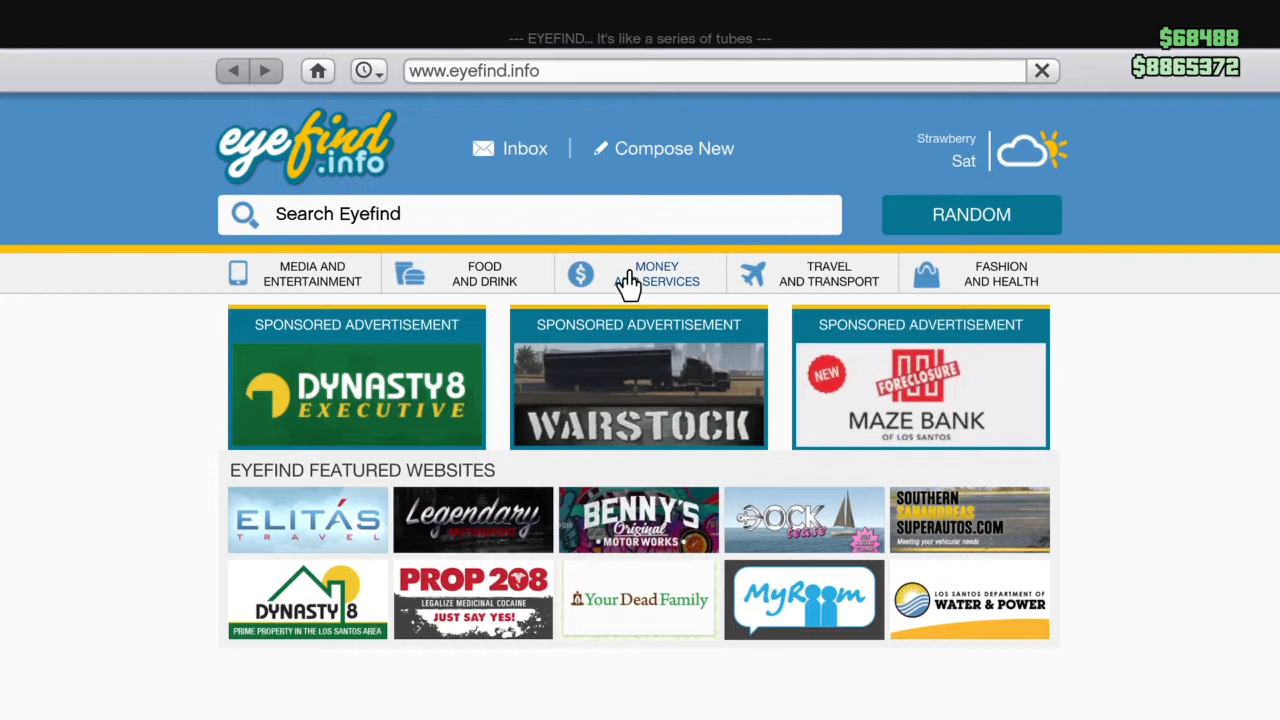 --- EYEFIND... It's like a series of tubes ---
$68488
$8865372
www.eyefind.info
eyefind
.info
Inbox
Compose New
Strawberry
Sat
Search Eyefind
RANDOM
MEDIA AND
ENTERTAINMENT
FOOD
AND DRINK
MONEY
SERVICES
TRAVEL
AND TRANSPORT
FASHION
AND HEALTH
SPONSORED ADVERTISEMENT
DYNASTY8
EXECUTIVE
SPONSORED ADVERTISEMENT
WARSTOCK
SPONSORED ADVERTISEMENT
NEW
FORECLOSURE
MAZE BANK
OF LOS SANTOS
EYEFIND FEATURED WEBSITES
ELITÁS
TRAVEL
Legendary
BENNY'S
Original
MOTOR WORKS
DOCK
tease
SOUTHERN
SANANDREAS
SUPERAUTOS.COM
Meeting your vehicular needs
DYNASTY 8
PRIME PROPERTY IN THE LOS SANTOS AREA
PROP 208
LEGALIZE MEDICINAL COCAINE
JUST SAY YES!
Your Dead Family
MyRoom
LOS SANTOS DEPARTMENT OF
WATER & POWER